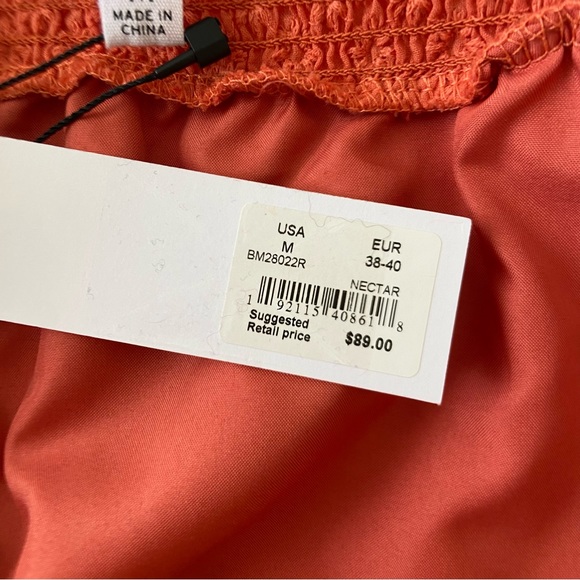 MADE IN
CHINA
USA
M
BM28022R
EUR
38-40
NECTAR
1 92115 40861 8
Suggested
Retail price
$89.00